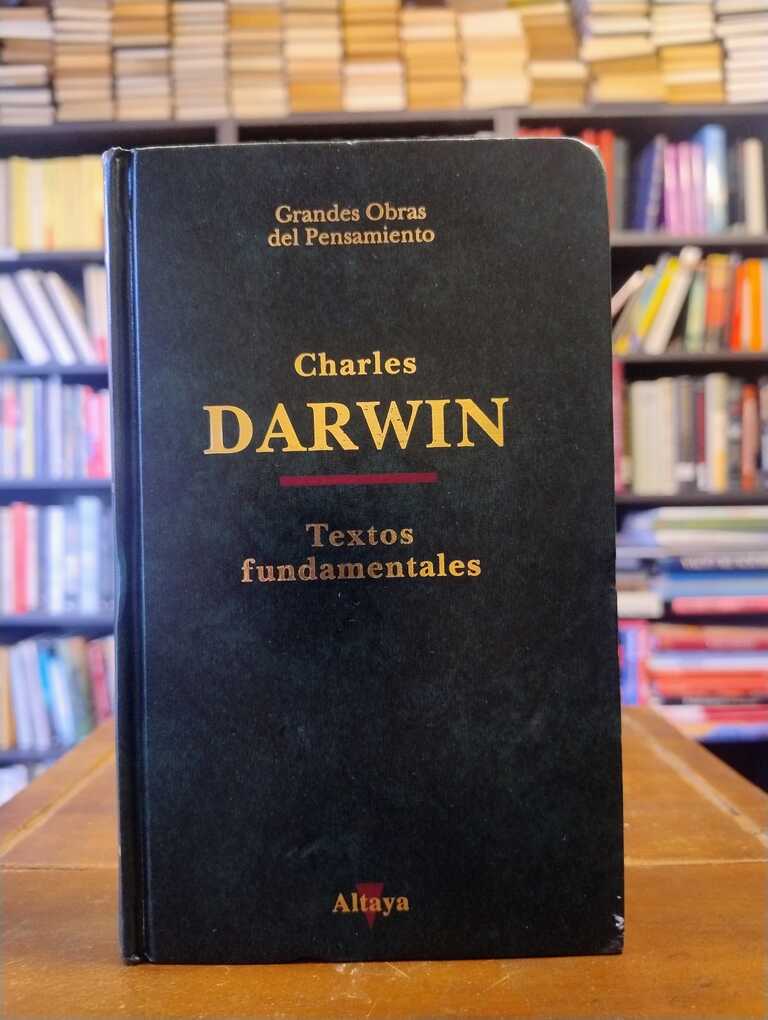 Grandes Obras
del Pensamiento
Charles
DARWIN
Textos
fundamentales
Altaya